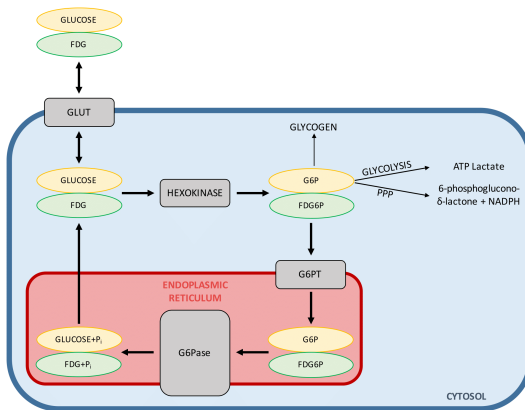 GLUCOSE
FDG
GLUT
GLYCOGEN
GLUCOSE
FDG
HEXOKINASE
G6P
FDG6P
GLYCOLYSIS
PPP
ATP Lactate
6-phosphoglucono-
δ-lactone + NADPH
G6PT
ENDOPLASMIC
RETICULUM
GLUCOSE+Pᵢ
FDG+Pᵢ
G6Pase
G6P
FDG6P
CYTOSOL